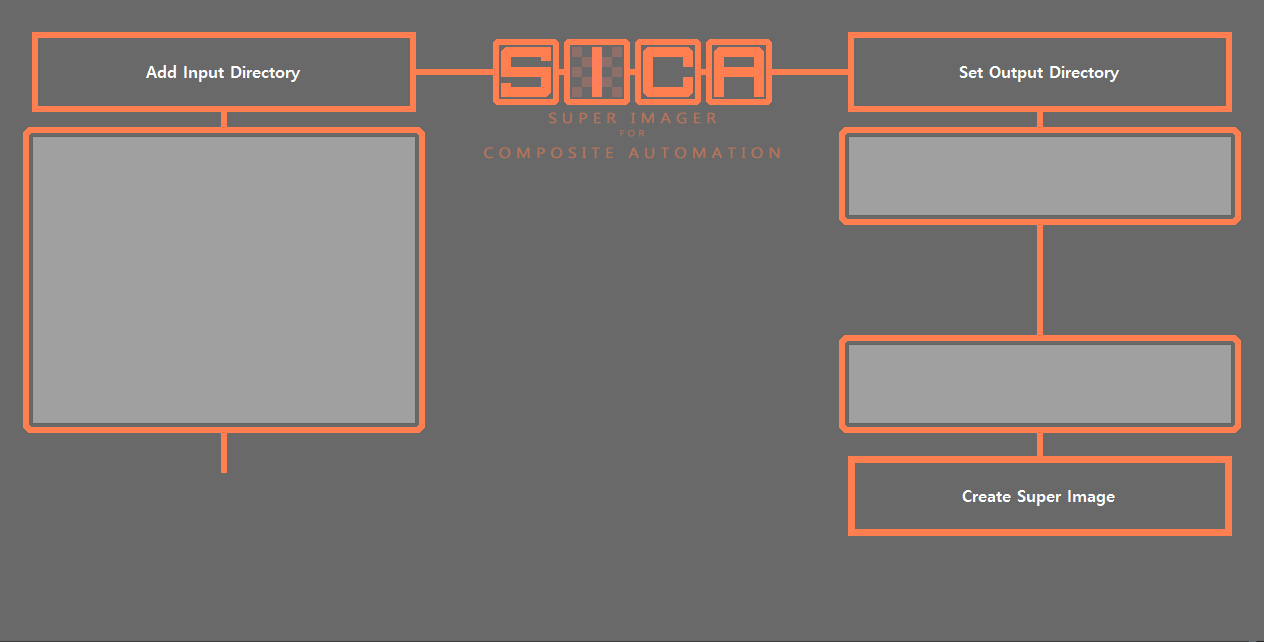 Add Input Directory
SICA
Set Output Directory
SUPER IMAGER
FOR
COMPOSITE AUTOMATION
Create Super Image